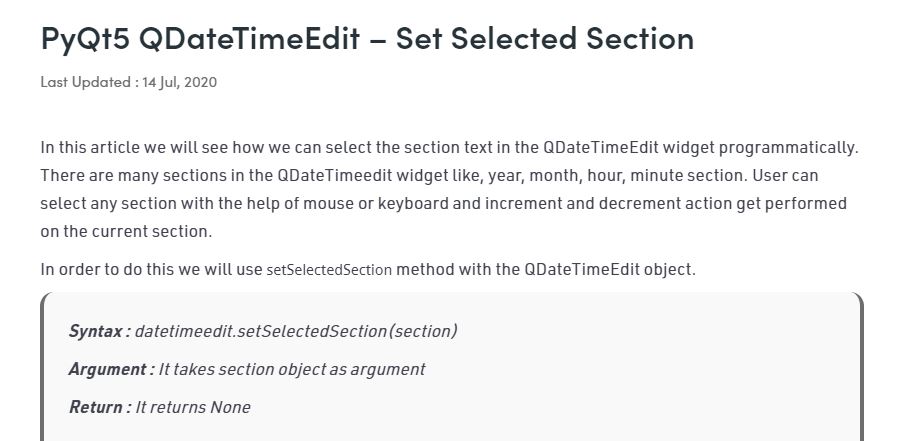 PyQt5 QDateTimeEdit – Set Selected Section
Last Updated : 14 Jul, 2020
In this article we will see how we can select the section text in the QDateTimeEdit widget programmatically.
There are many sections in the QDateTimeedit widget like, year, month, hour, minute section. User can
select any section with the help of mouse or keyboard and increment and decrement action get performed
on the current section.
In order to do this we will use setSelectedSection method with the QDateTimeEdit object.
Syntax : datetimeedit.setSelectedSection(section)
Argument : It takes section object as argument
Return : It returns None